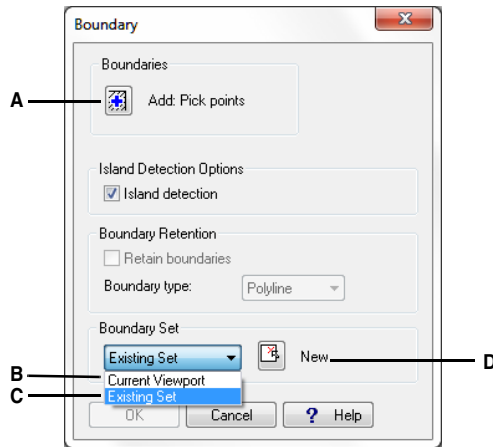 Boundary
Boundaries
A
Add: Pick points
Island Detection Options
Island detection
Boundary Retention
Retain boundaries
Boundary type: Polyline
Boundary Set
Existing Set New D
B Current Viewport
C Existing Set
OK Cancel ? Help